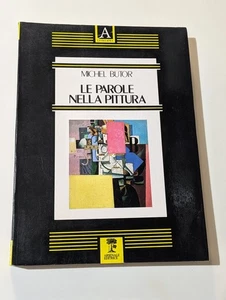 A
MICHEL BUTOR
LE PAROLE
NELLA PITTURA